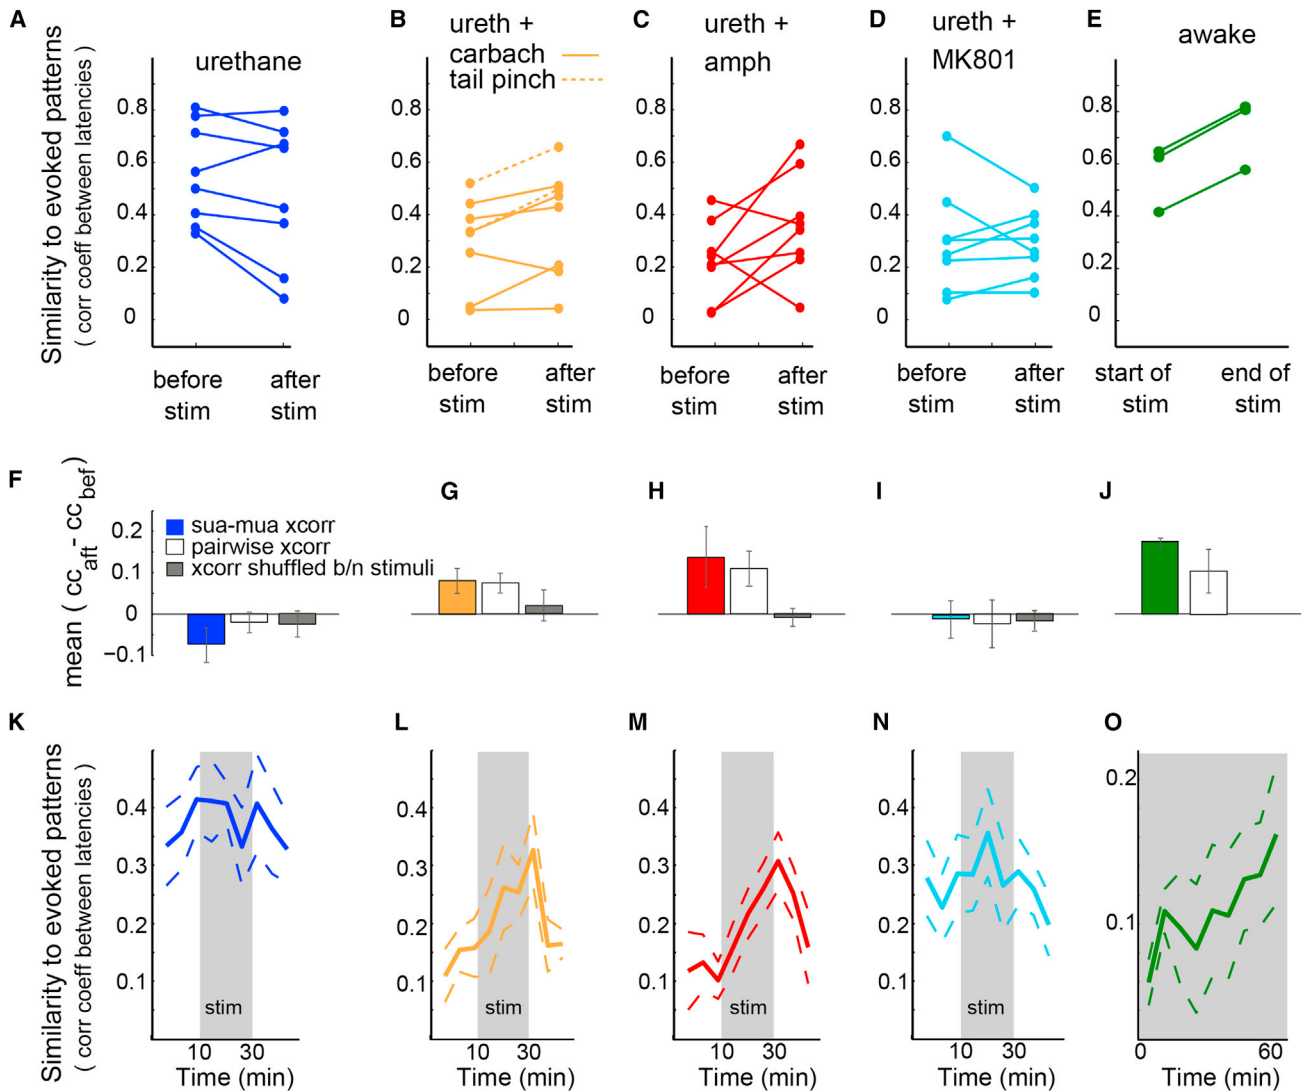 A
B
C
D
E
urethane
ureth +
carbach
tail pinch
ureth +
amph
ureth +
MK801
awake
Similarity to evoked patterns
( corr coeff between latencies )
0.8
0.6
0.4
0.2
0
0.8
0.6
0.4
0.2
0
0.8
0.6
0.4
0.2
0
0.8
0.6
0.4
0.2
0
0.8
0.6
0.4
0.2
0
before
stim
after
stim
before
stim
after
stim
before
stim
after
stim
before
stim
after
stim
start of
stim
end of
stim
F
G
H
I
J
mean ( cc_aft - cc_bef )
0.2
0.1
0
−0.1
sua-mua xcorr
pairwise xcorr
xcorr shuffled b/n stimuli
K
L
M
N
O
Similarity to evoked patterns
( corr coeff between latencies )
0.4
0.3
0.2
0.1
stim
10 30
Time (min)
0.4
0.3
0.2
0.1
stim
10 30
Time (min)
0.4
0.3
0.2
0.1
stim
10 30
Time (min)
0.4
0.3
0.2
0.1
stim
10 30
Time (min)
0.2
0.1
0 60
Time (min)